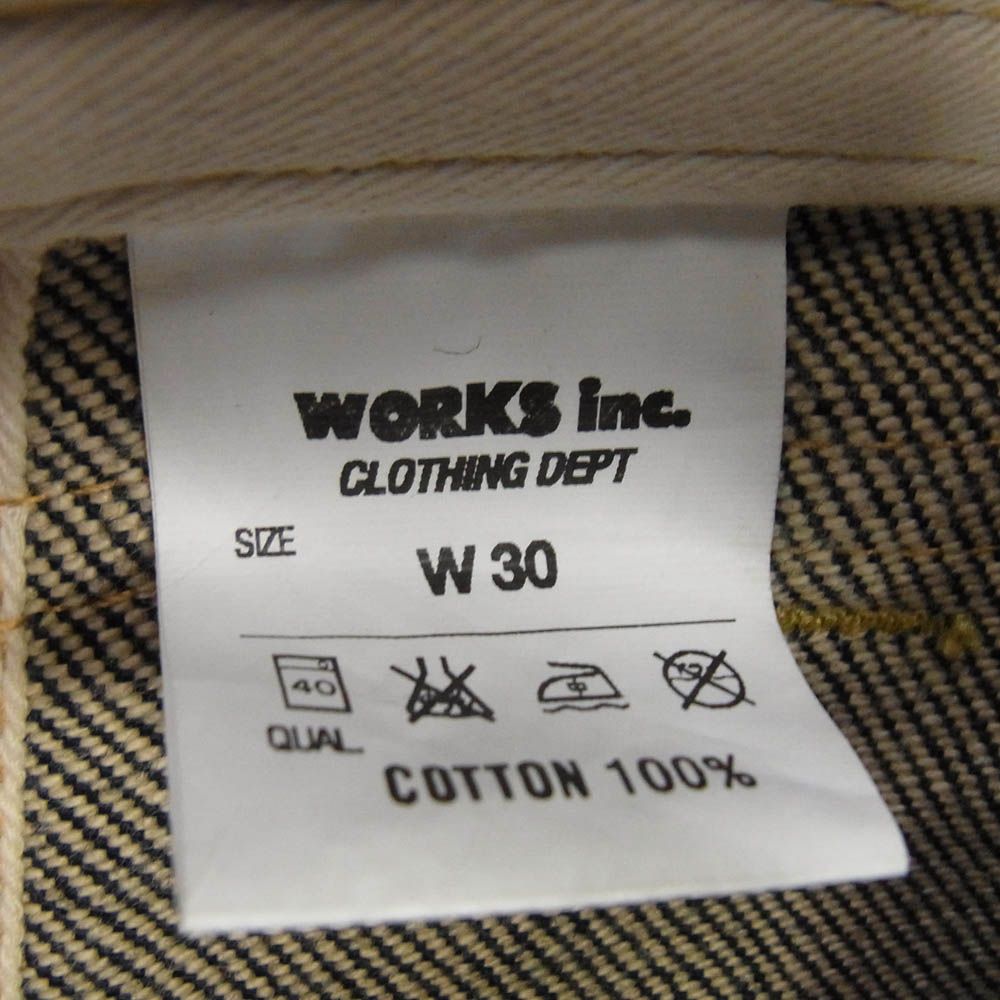 WORKS inc.
CLOTHING DEPT
SIZE
W 30
40
QUAL.
COTTON 100%